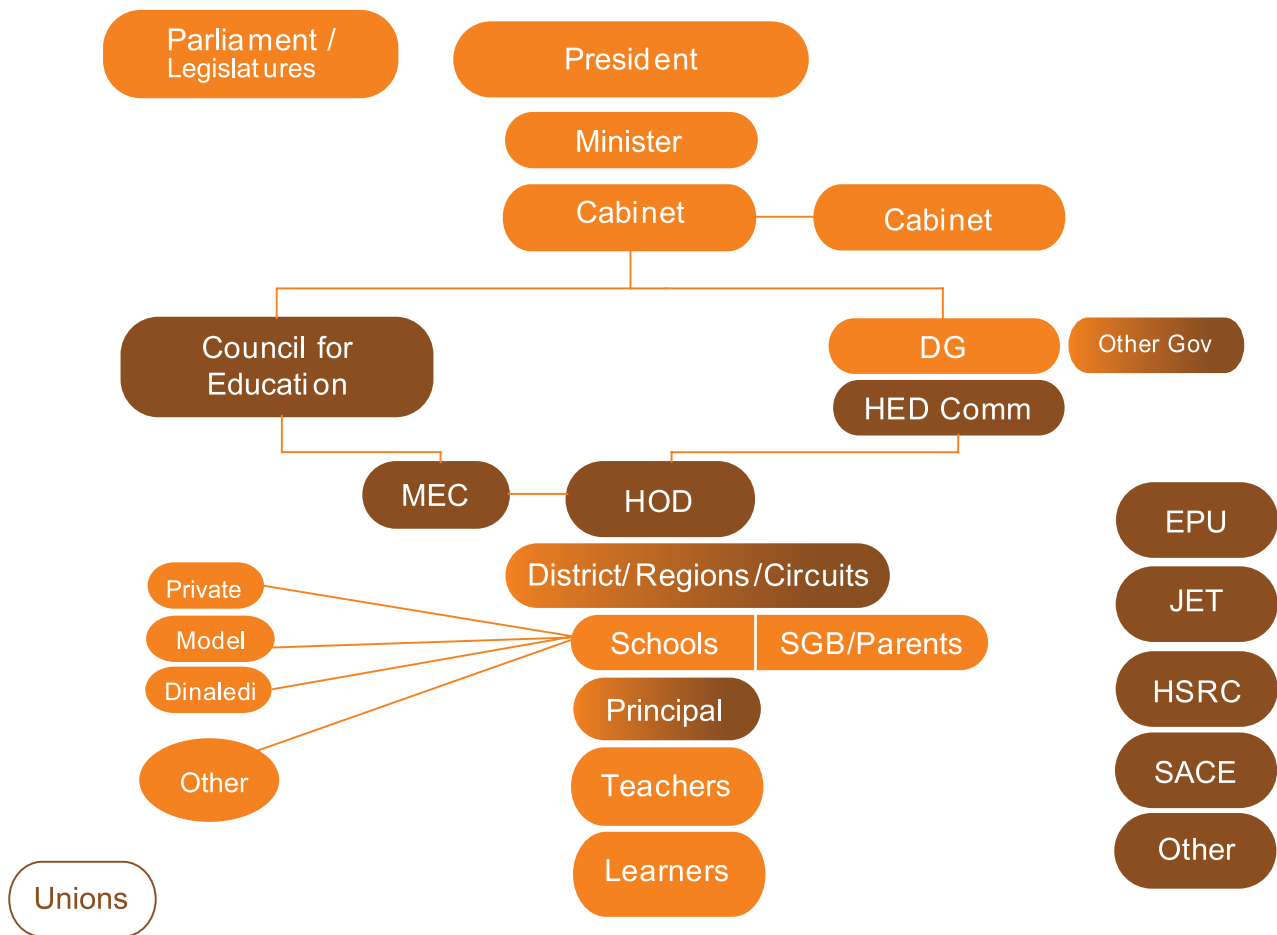 Parliament /
Legislatures
President
Minister
Cabinet
Cabinet
Council for
Education
DG
Other Gov
HED Comm
MEC
HOD
EPU
District/Regions/Circuits
Private
JET
Model
Schools
SGB/Parents
Dinaledi
HSRC
Principal
Other
SACE
Teachers
Other
Learners
Unions